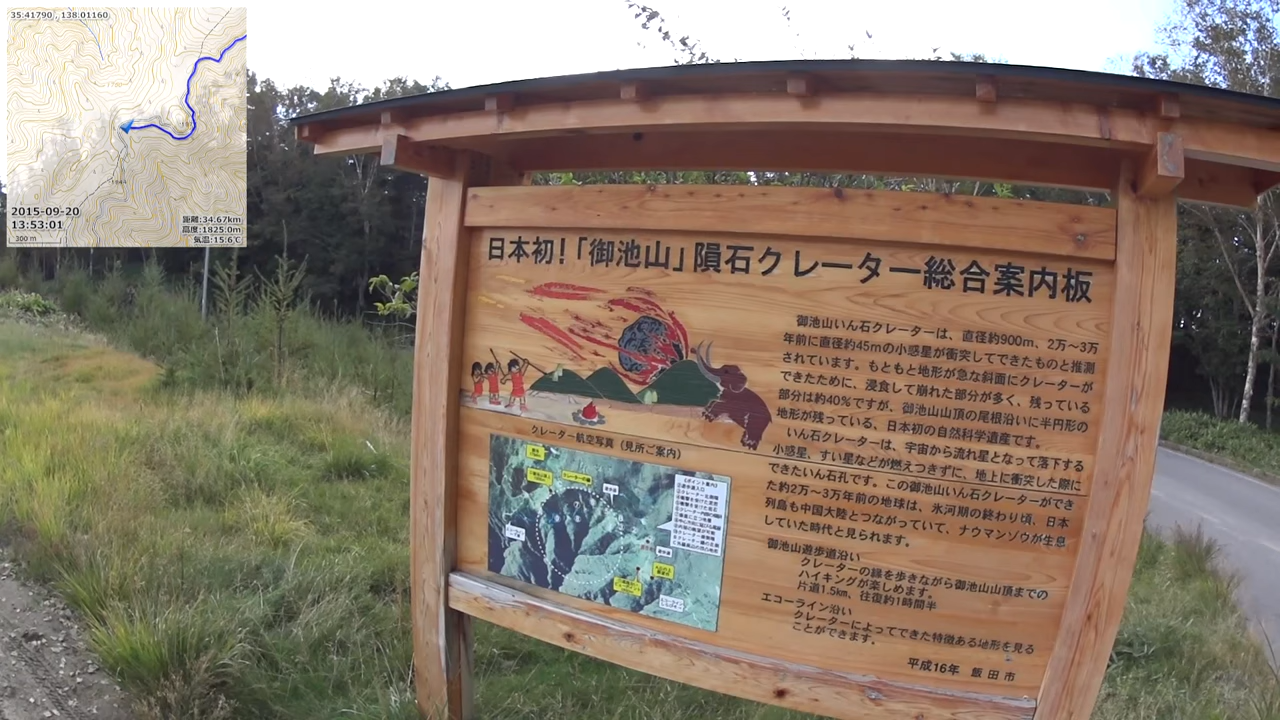 35.41790 , 138.01160
2015-09-20
13:53:01
300 m
距離:34.67km
高度:1825.0m
気温:15.6℃
日本初!「御池山」隕石クレーター総合案内板
御池山いん石クレーターは、直径約900m、2万〜3万
年前に直径約45mの小惑星が衝突してできたものと推測
されています。もともと地形が急な斜面にクレーターが
できたために、浸食して崩れた部分が多く、残っている
部分は約40%ですが、御池山山頂の尾根沿いに半円形の
地形が残っている、日本初の自然科学遺産です。
いん石クレーターは、宇宙から流れ星となって落下する
小惑星、すい星などが燃えつきずに、地上に衝突した際に
できたいん石孔です。この御池山いん石クレーターができ
た約2万〜3万年前の地球は、氷河期の終わり頃、日本
列島も中国大陸とつながっていて、ナウマンゾウが生息
していた時代と見られます。
御池山遊歩道沿い
クレーターの縁を歩きながら御池山山頂までの
ハイキングが楽しめます。
片道1.5km、往復約1時間半
エコーライン沿い
クレーターによってできた特徴ある地形を見る
ことができます。
平成16年 飯田市
クレーター航空写真(見所ご案内)